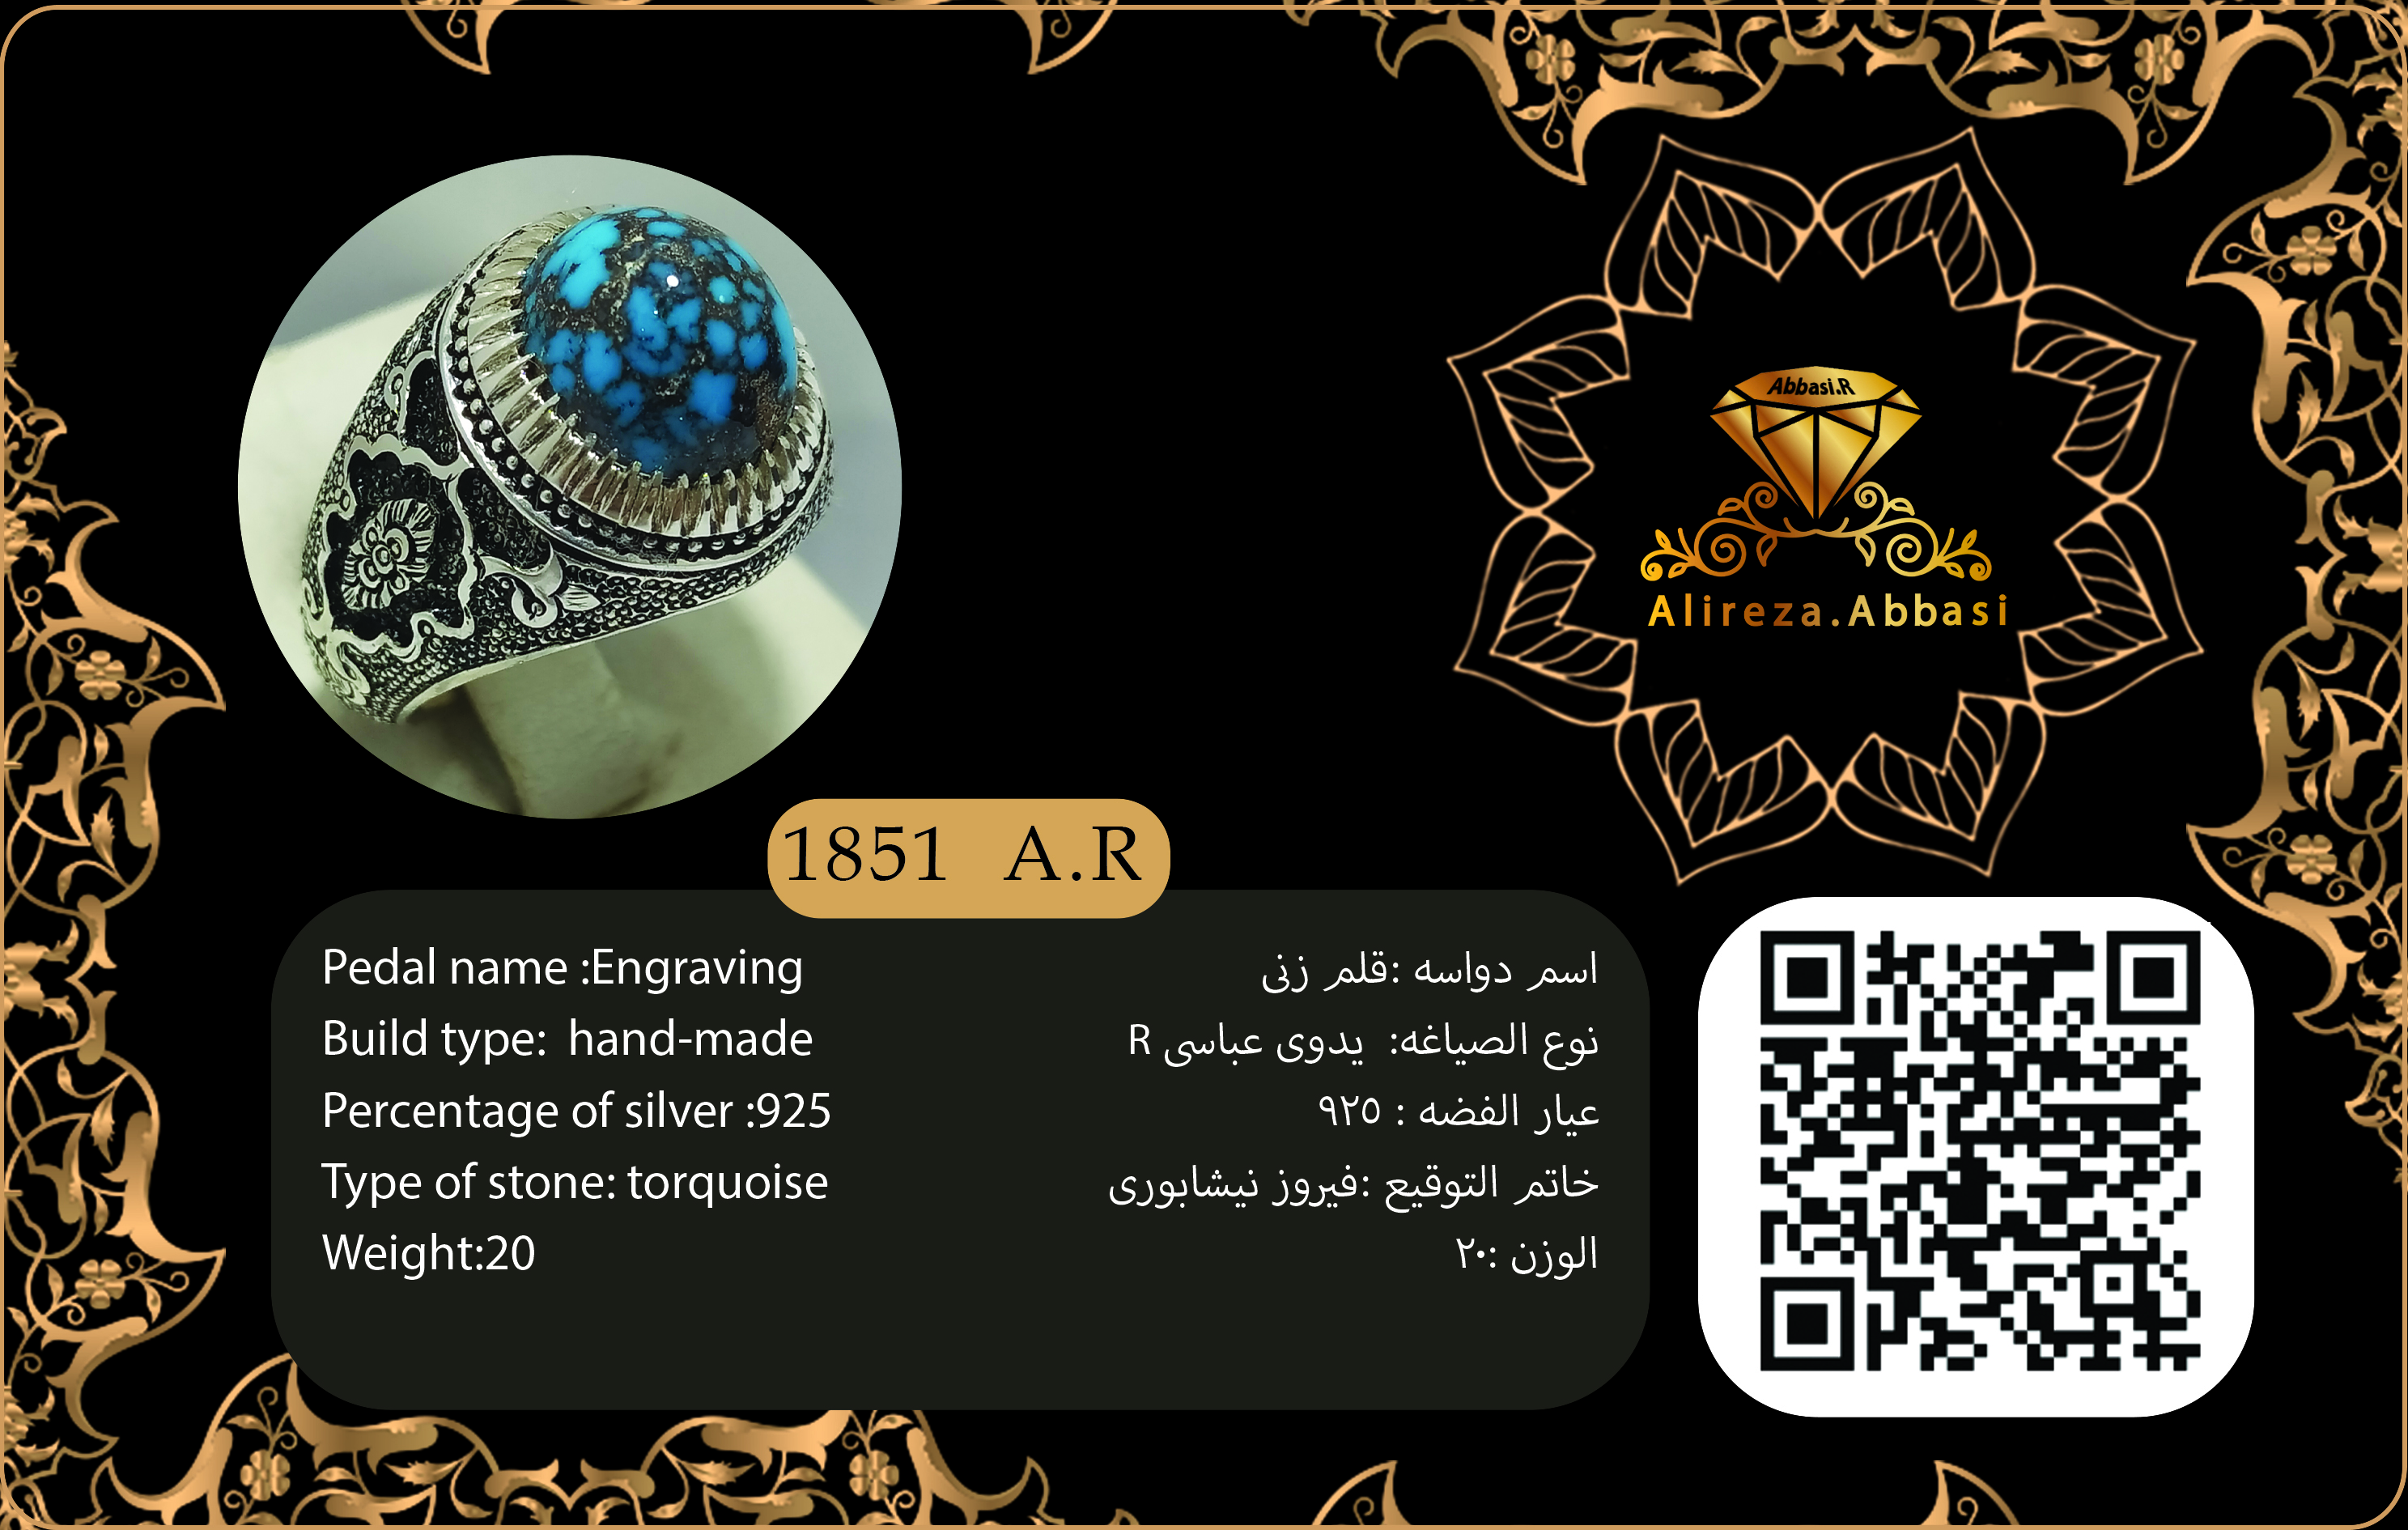 Abbasi.R
Alireza.Abbasi
1851 A.R
Pedal name :Engraving
Build type: hand-made
Percentage of silver :925
Type of stone: torquoise
Weight:20
اسم دواسه :قلم زنی
نوع الصیاغه: یدوی عباسی R
عیار الفضه : ۹۲۵
خاتم التوقیع :فیروز نیشابوری
الوزن :۲۰